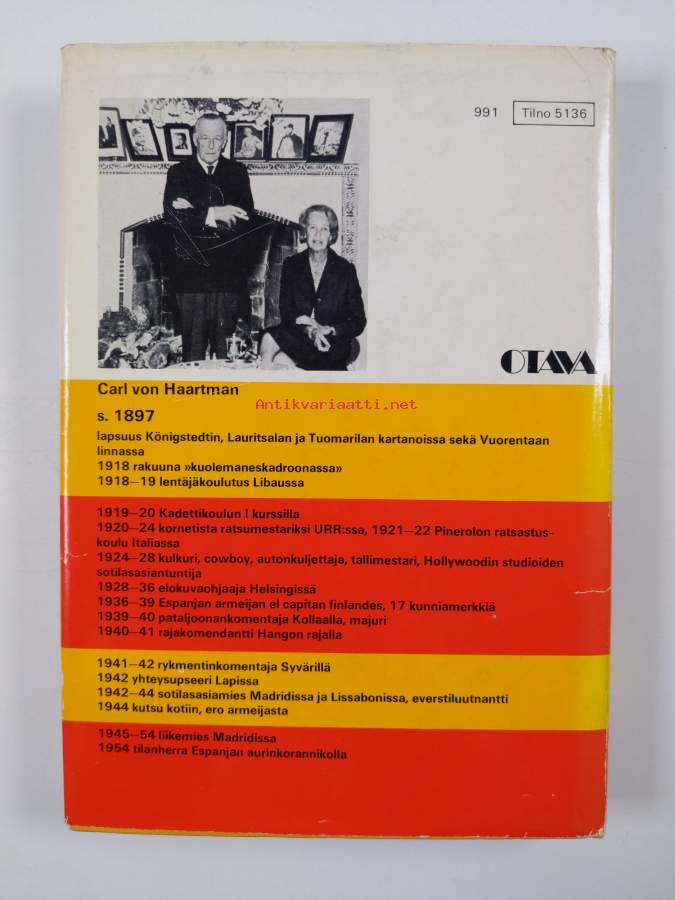 991 Tilno 5136
OTAVA
Carl von Haartman
Antikvariaatti.net
s. 1897
lapsuus Königstedtin, Lauritsalan ja Tuomarilan kartanoissa sekä Vuorentaan
linnassa
1918 rakuuna »kuolemaneskadroonassa»
1918—19 lentäjäkoulutus Libaussa
1919—20 Kadettikoulun I kurssilla
1920—24 kornetista ratsumestariksi URR:ssa, 1921—22 Pinerolon ratsastus-
koulu Italiassa
1924—28 kulkuri, cowboy, autonkuljettaja, tallimestari, Hollywoodin studioiden
sotilasasiantuntija
1928—36 elokuvaohjaaja Helsingissä
1936—39 Espanjan armeijan el capitan finlandes, 17 kunniamerkkiä
1939—40 pataljoonankomentaja Kollaalla, majuri
1940—41 rajakomendantti Hangon rajalla
1941—42 rykmentinkomentaja Syvärillä
1942 yhteysupseeri Lapissa
1942—44 sotilasasiamies Madridissa ja Lissabonissa, everstiluutnantti
1944 kutsu kotiin, ero armeijasta
1945—54 liikemies Madridissa
1954 tilanherra Espanjan aurinkorannikolla